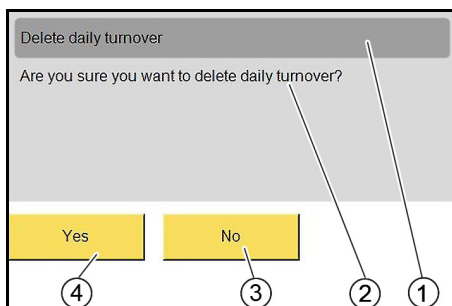 Delete daily turnover
Are you sure you want to delete daily turnover?
Yes No
4 3 2 1